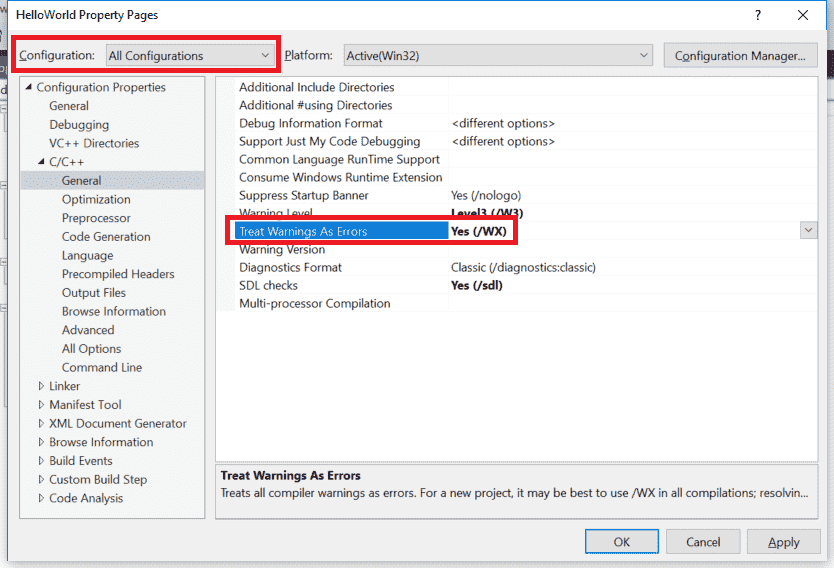 HelloWorld Property Pages
?
Configuration: All Configurations Platform: Active(Win32) Configuration Manager...
Configuration Properties
General
Debugging
VC++ Directories
C/C++
General
Optimization
Preprocessor
Code Generation
Language
Precompiled Headers
Output Files
Browse Information
Advanced
All Options
Command Line
Linker
Manifest Tool
XML Document Generator
Browse Information
Build Events
Custom Build Step
Code Analysis
Additional Include Directories
Additional #using Directories
Debug Information Format <different options>
Support Just My Code Debugging <different options>
Common Language RunTime Support
Consume Windows Runtime Extension
Suppress Startup Banner Yes (/nologo)
Warning Level Level3 (/W3)
Treat Warnings As Errors Yes (/WX)
Warning Version
Diagnostics Format Classic (/diagnostics:classic)
SDL checks Yes (/sdl)
Multi-processor Compilation
Treat Warnings As Errors
Treats all compiler warnings as errors. For a new project, it may be best to use /WX in all compilations; resolvin...
OK Cancel Apply